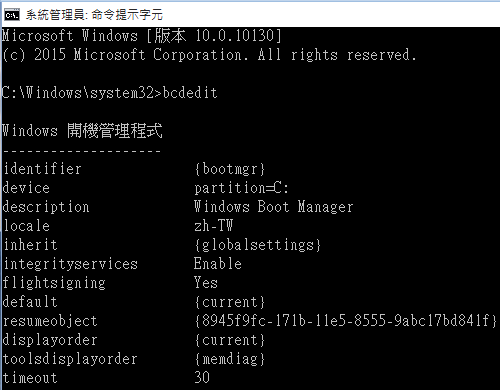 系統管理員: 命令提示字元
Microsoft Windows [版本 10.0.10130]
(c) 2015 Microsoft Corporation. All rights reserved.
C:\Windows\system32>bcdedit
Windows 開機管理程式
--------------------
identifier {bootmgr}
device partition=C:
description Windows Boot Manager
locale zh-TW
inherit {globalsettings}
integrityservices Enable
flightsigning Yes
default {current}
resumeobject {8945f9fc-171b-11e5-8555-9abc17bd841f}
displayorder {current}
toolsdisplayorder {memdiag}
timeout 30